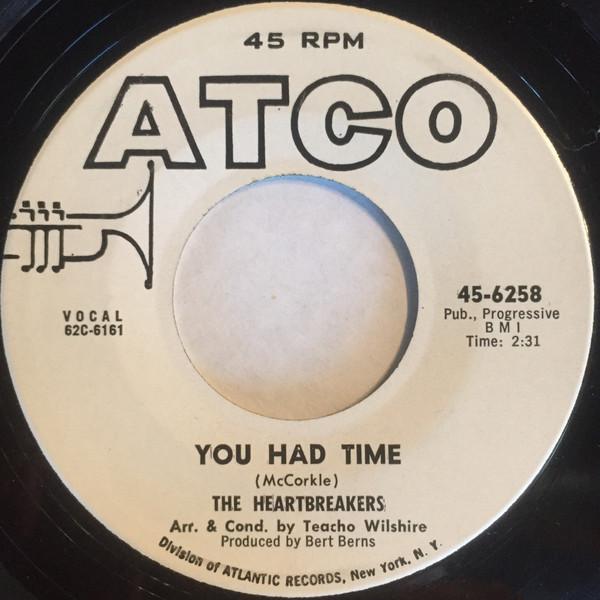 45 RPM
ATCO
VOCAL
62C-6161
45-6258
Pub., Progressive
BMI
Time: 2:31
YOU HAD TIME
(McCorkle)
THE HEARTBREAKERS
Arr. & Cond. by Teacho Wilshire
Produced by Bert Berns
Division of ATLANTIC RECORDS, New York, N. Y.